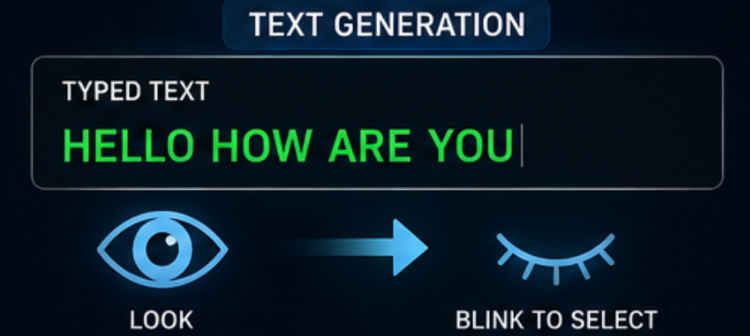 TEXT GENERATION
TYPED TEXT
HELLO HOW ARE YOU
LOOK
BLINK TO SELECT